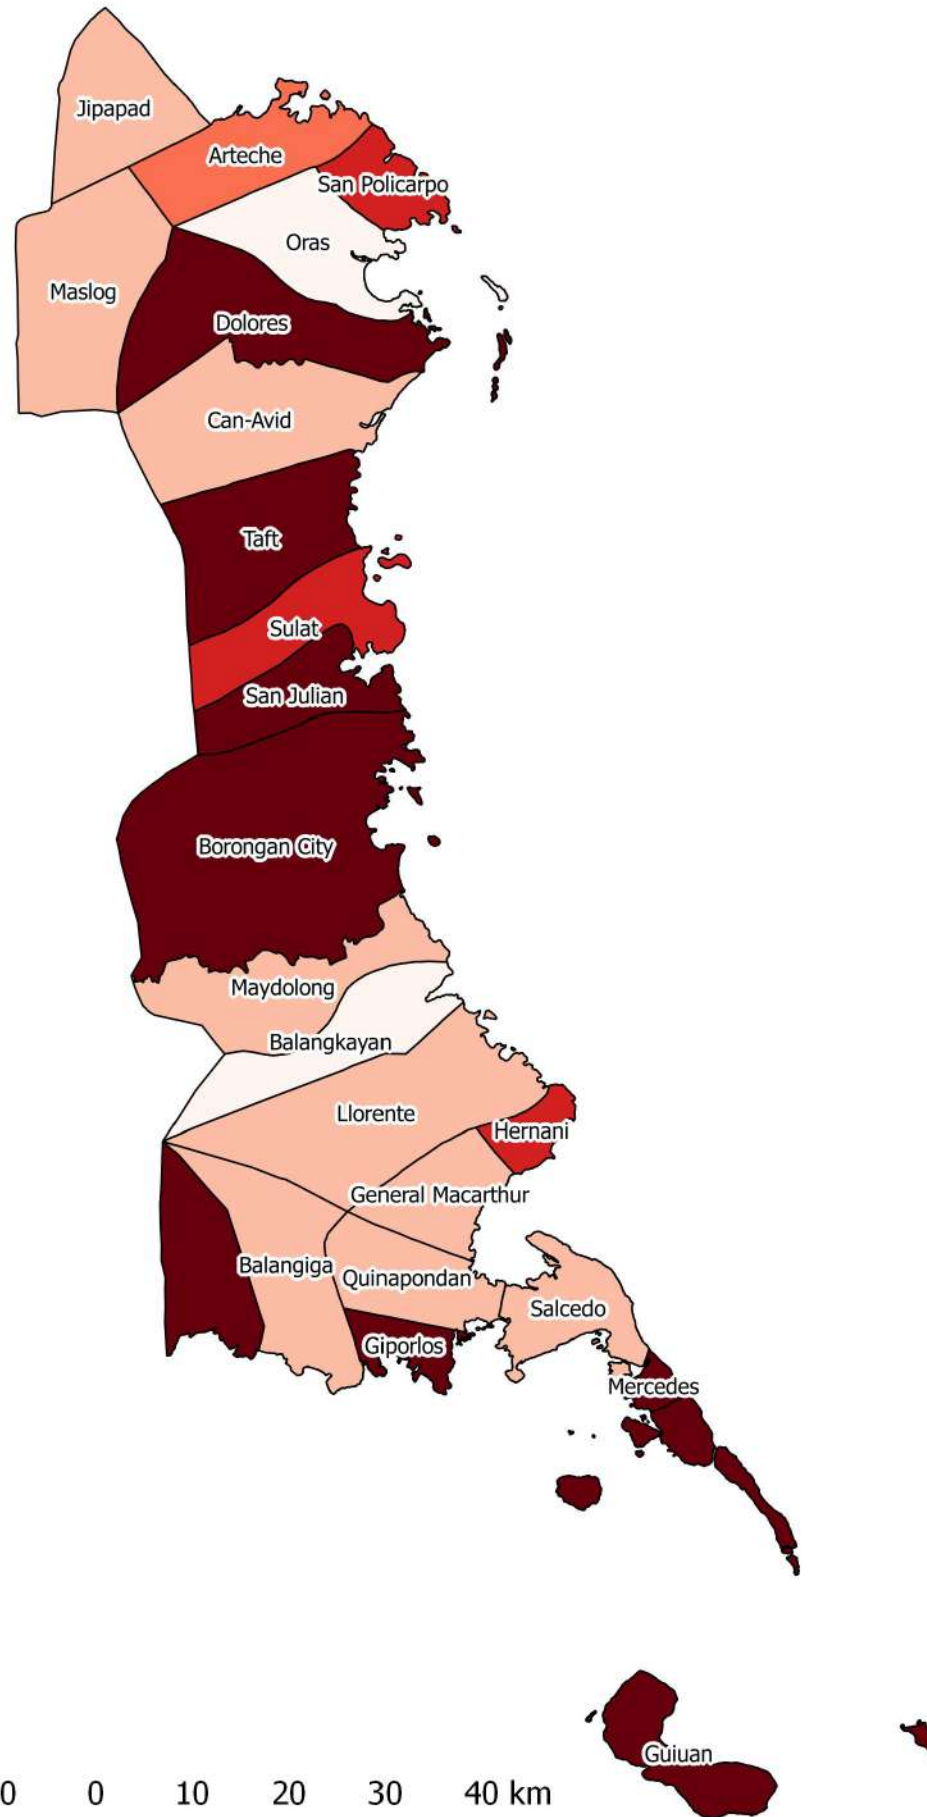 Jipapad
Arteche
San Policarpo
Oras
Maslog
Dolores
Can-Avid
Taft
Sulat
San Julian
Borongan City
Maydolong
Balangkayan
Llorente
Hernani
General Macarthur
Balangiga
Quinapondan
Salcedo
Giporlos
Mercedes
Guiuan
0 0 10 20 30 40 km